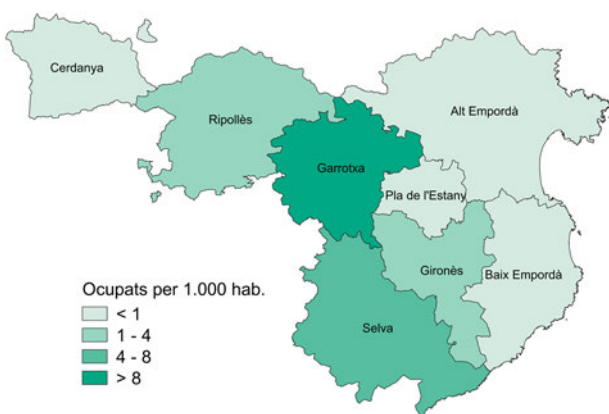 Cerdanya
Ripollès
Alt Empordà
Garrotxa
Pla de l'Estany
Gironès
Baix Empordà
Selva
Ocupats per 1.000 hab.
< 1
1 - 4
4 - 8
> 8